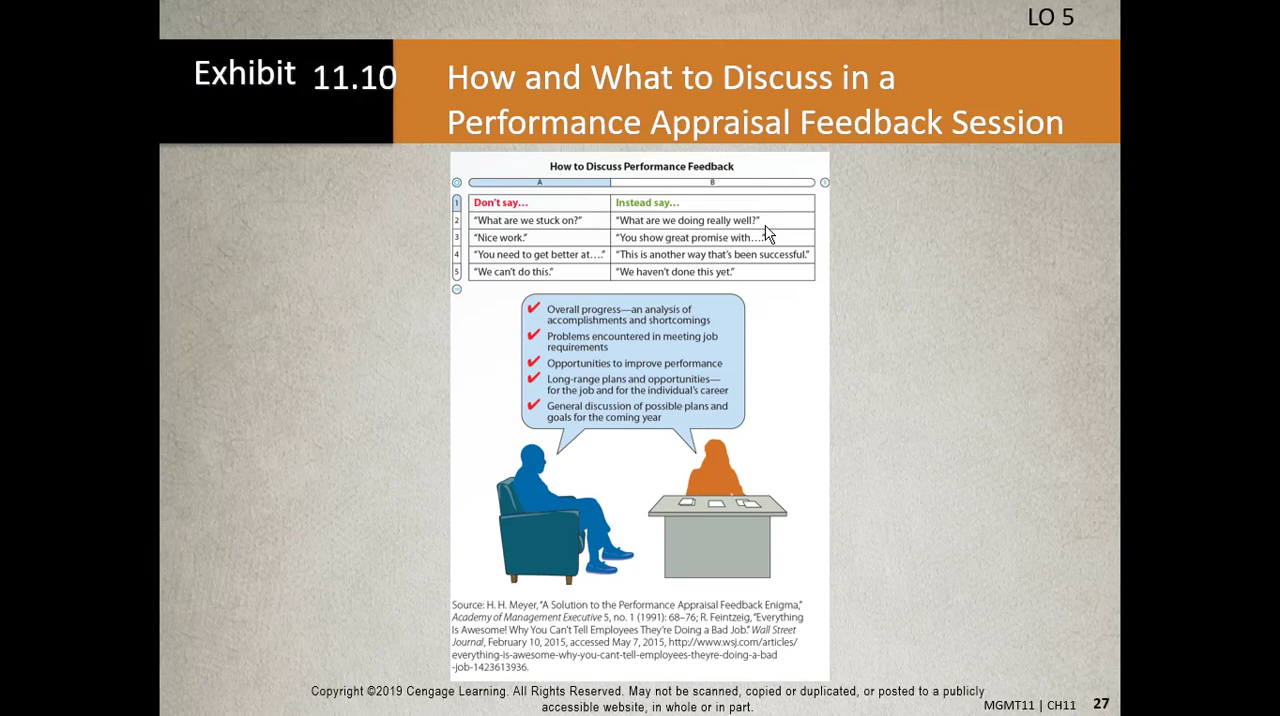 LO 5
Exhibit 11.10
How and What to Discuss in a
Performance Appraisal Feedback Session
How to Discuss Performance Feedback
A B
1 Don't say… Instead say…
2 "What are we stuck on?" "What are we doing really well?"
3 "Nice work." "You show great promise with…."
4 "You need to get better at…." "This is another way that's been successful."
5 "We can't do this." "We haven't done this yet."
✔ Overall progress—an analysis of
accomplishments and shortcomings
✔ Problems encountered in meeting job
requirements
✔ Opportunities to improve performance
✔ Long-range plans and opportunities—
for the job and for the individual's career
✔ General discussion of possible plans and
goals for the coming year
Source: H. H. Meyer, "A Solution to the Performance Appraisal Feedback Enigma,"
Academy of Management Executive 5, no. 1 (1991): 68–76; R. Feintzeig, "Everything
Is Awesome! Why You Can't Tell Employees They're Doing a Bad Job." Wall Street
Journal, February 10, 2015, accessed May 7, 2015, http://www.wsj.com/articles/
everything-is-awesome-why-you-cant-tell-employees-theyre-doing-a-bad
-job-1423613936.
Copyright ©2019 Cengage Learning. All Rights Reserved. May not be scanned, copied or duplicated, or posted to a publicly
accessible website, in whole or in part.
MGMT11 | CH11 27